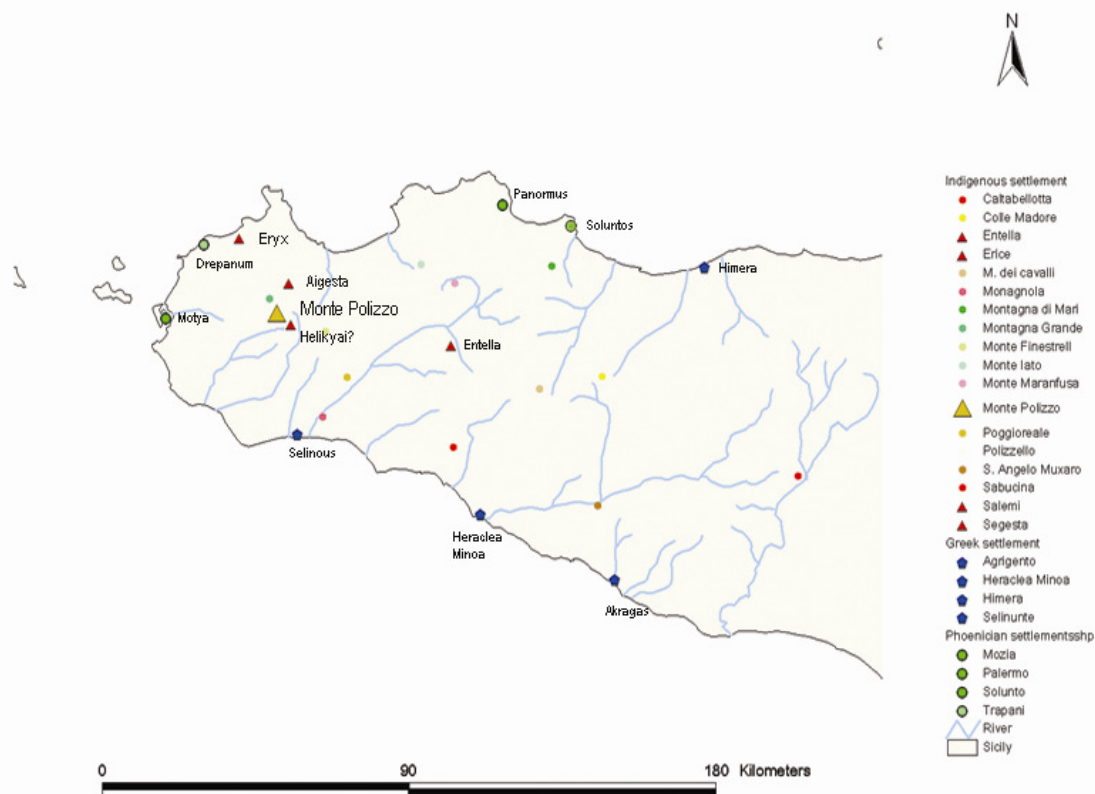 N
Panormus
Soluntos
Eryx
Drepanum
Himera
Aigesta
Monte Polizzo
Motya
Helikyai?
Entella
Selinous
Heraclea
Minoa
Akragas
Indigenous settlement
Caltabellotta
Colle Madore
Entella
Erice
M. dei cavalli
Monagnola
Montagna di Mari
Montagna Grande
Monte Finestrell
Monte Iato
Monte Maranfusa
Monte Polizzo
Poggioreale
Polizzello
S. Angelo Muxaro
Sabucina
Salemi
Segesta
Greek settlement
Agrigento
Heraclea Minoa
Himera
Selinunte
Phoenician settlementsshp
Mozia
Palermo
Solunto
Trapani
River
Sicily
0 90 180 Kilometers